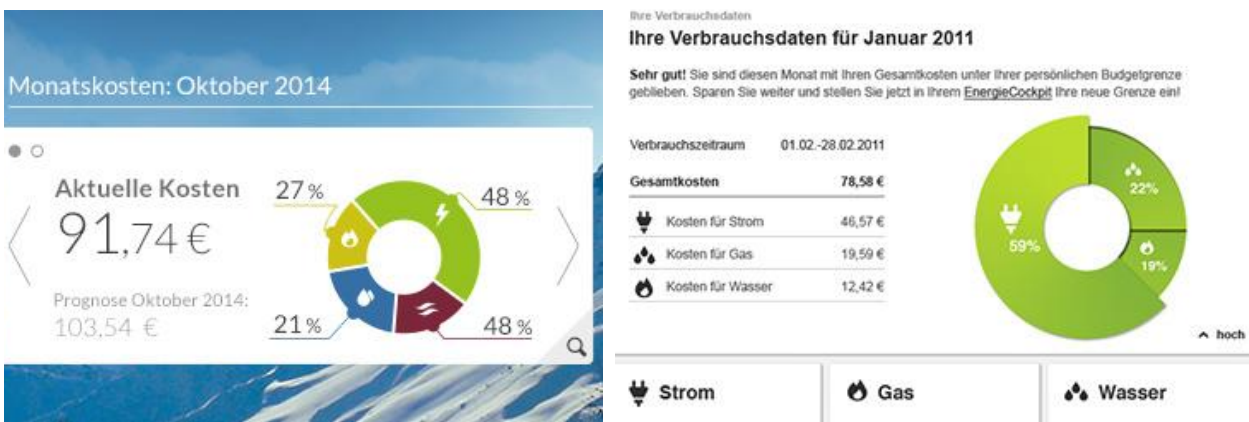 Monatskosten: Oktober 2014
Aktuelle Kosten
91,74 €
Prognose Oktober 2014:
103,54 €
27 %
48 %
21 %
48 %
Ihre Verbrauchsdaten
Ihre Verbrauchsdaten für Januar 2011
Sehr gut! Sie sind diesen Monat mit Ihren Gesamtkosten unter Ihrer persönlichen Budgetgrenze
geblieben. Sparen Sie weiter und stellen Sie jetzt in Ihrem EnergieCockpit Ihre neue Grenze ein!
Verbrauchszeitraum 01.02.-28.02.2011
Gesamtkosten 78,58 €
Kosten für Strom 46,57 €
Kosten für Gas 19,59 €
Kosten für Wasser 12,42 €
22%
59%
19%
hoch
Strom
Gas
Wasser